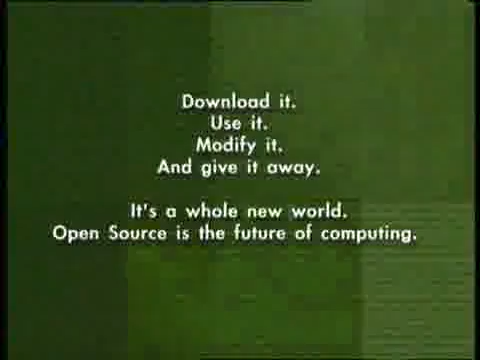 Download it.
Use it.
Modify it.
And give it away.
It's a whole new world.
Open Source is the future of computing.